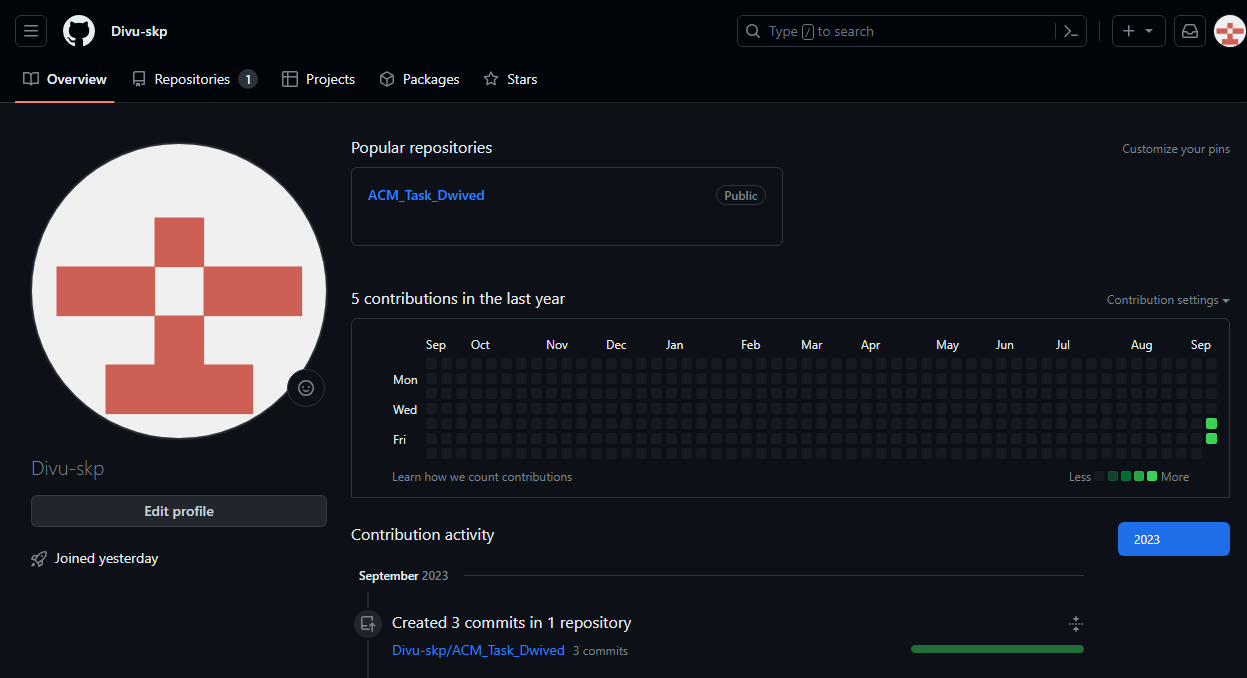 Divu-skp
Type / to search
Overview
Repositories 1
Projects
Packages
Stars
Popular repositories
Customize your pins
ACM_Task_Dwived
Public
5 contributions in the last year
Contribution settings
Sep Oct Nov Dec Jan Feb Mar Apr May Jun Jul Aug Sep
Mon
Wed
Fri
Learn how we count contributions
Less More
Divu-skp
Edit profile
Joined yesterday
Contribution activity
2023
September 2023
Created 3 commits in 1 repository
Divu-skp/ACM_Task_Dwived 3 commits